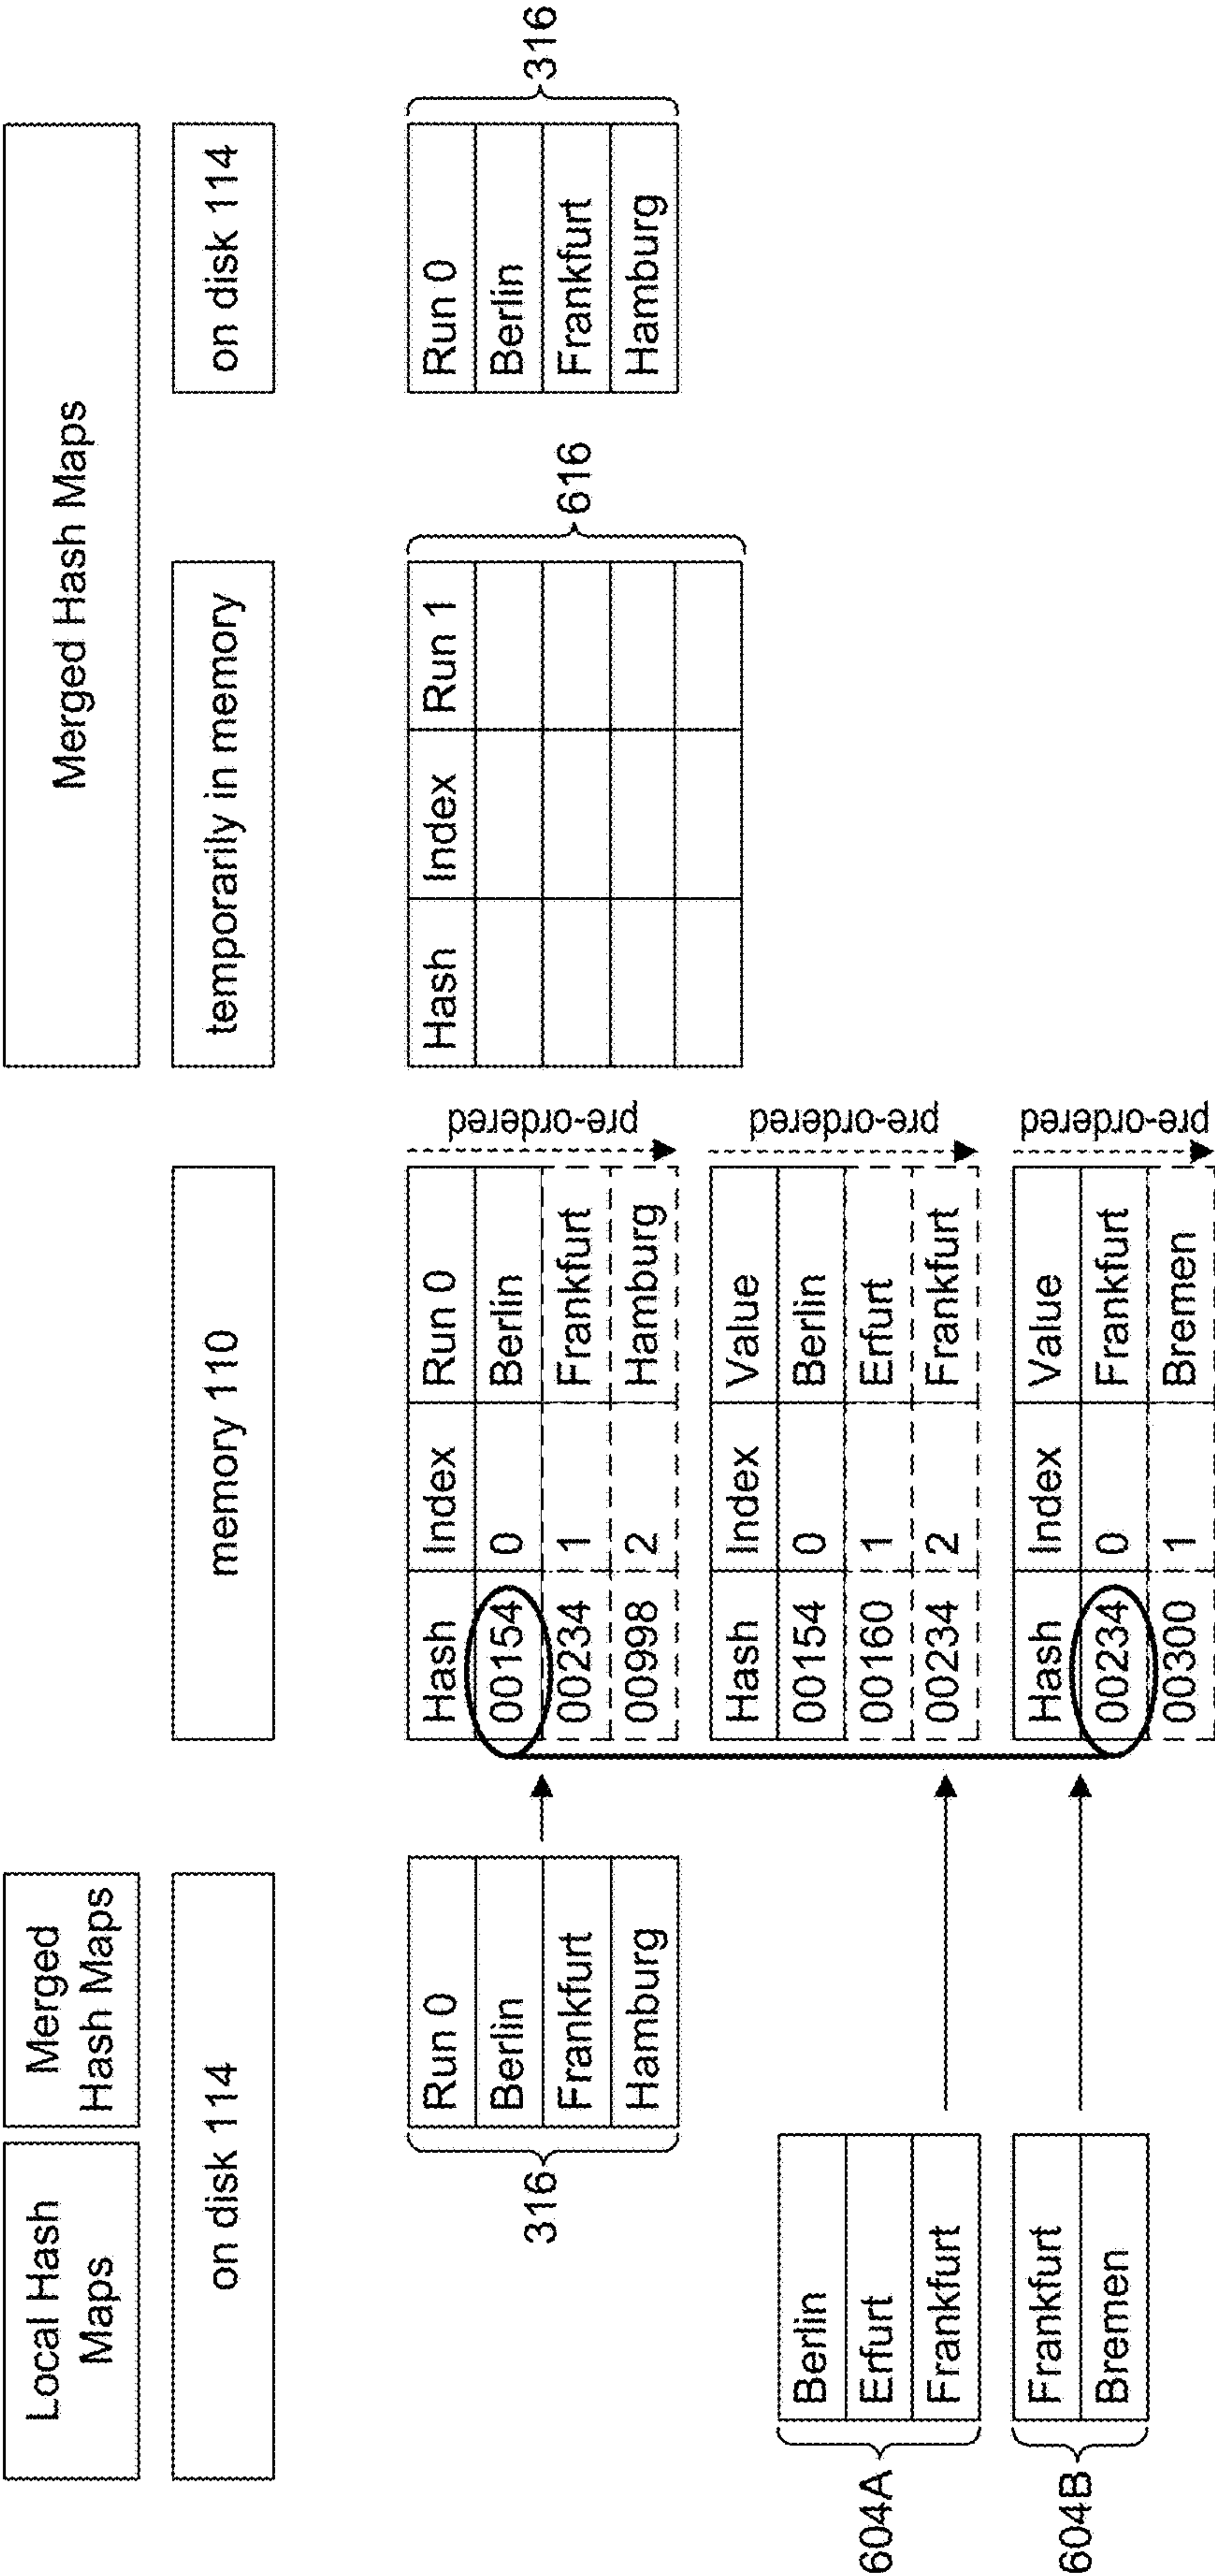 Local Hash
Maps
Merged
Hash Maps
Merged Hash Maps
on disk 114
memory 110
temporarily in memory
on disk 114
316
Run 0
Berlin
Frankfurt
Hamburg
Hash Index Run 0
00154 0 Berlin
00234 1 Frankfurt
00998 2 Hamburg
pre-ordered
Hash Index Run 1
616
Run 0
Berlin
Frankfurt
Hamburg
316
604A
Berlin
Erfurt
Frankfurt
Hash Index Value
00154 0 Berlin
00160 1 Erfurt
00234 2 Frankfurt
pre-ordered
604B
Frankfurt
Bremen
Hash Index Value
00234 0 Frankfurt
00300 1 Bremen
pre-ordered